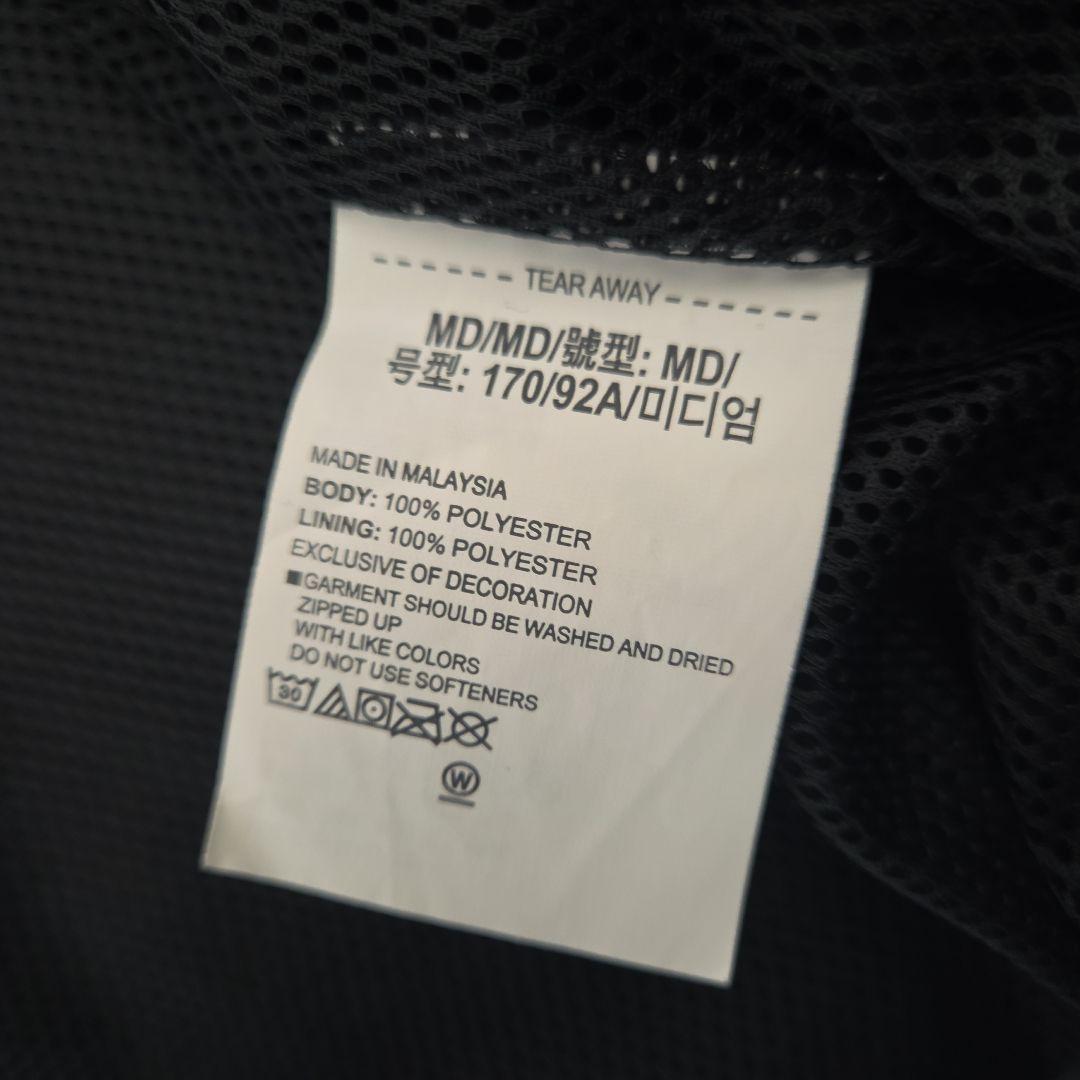 - - - - - - TEAR AWAY - - - - - - -
MD/MD/號型: MD/
号型: 170/92A/미디엄
MADE IN MALAYSIA
BODY: 100% POLYESTER
LINING: 100% POLYESTER
EXCLUSIVE OF DECORATION
■GARMENT SHOULD BE WASHED AND DRIED
ZIPPED UP
WITH LIKE COLORS
DO NOT USE SOFTENERS
30
W